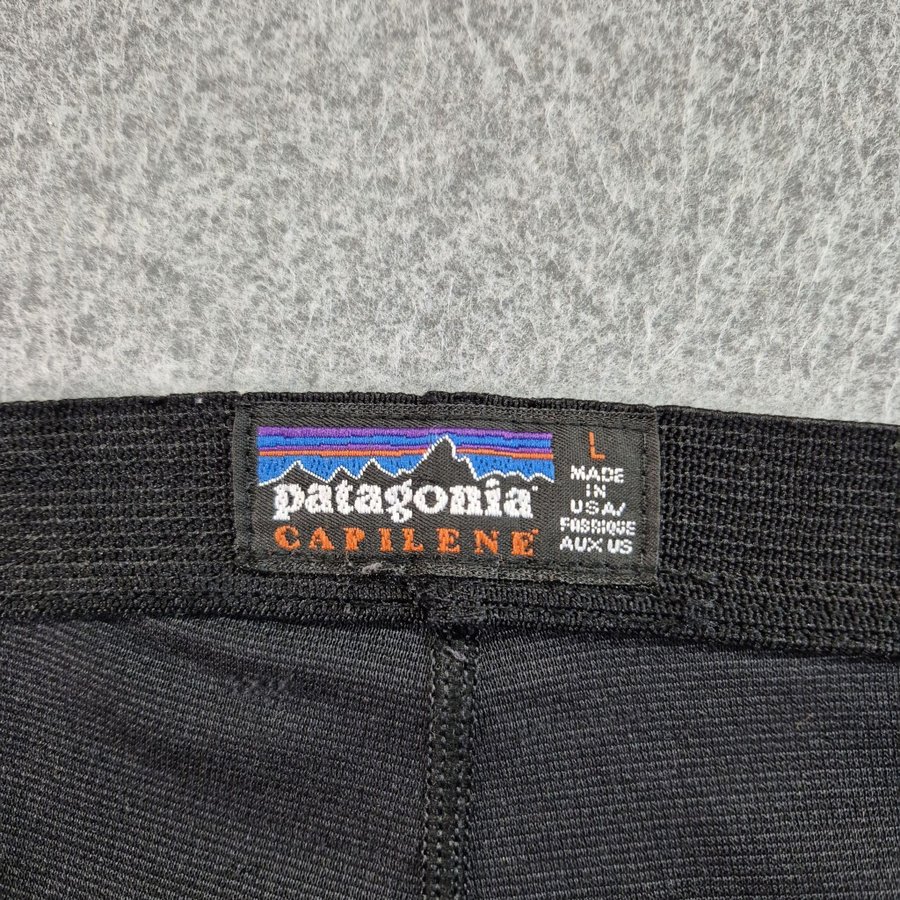 patagonia
CAPILENE
L
MADE
IN
USA/
FABRIQUE
AUX US